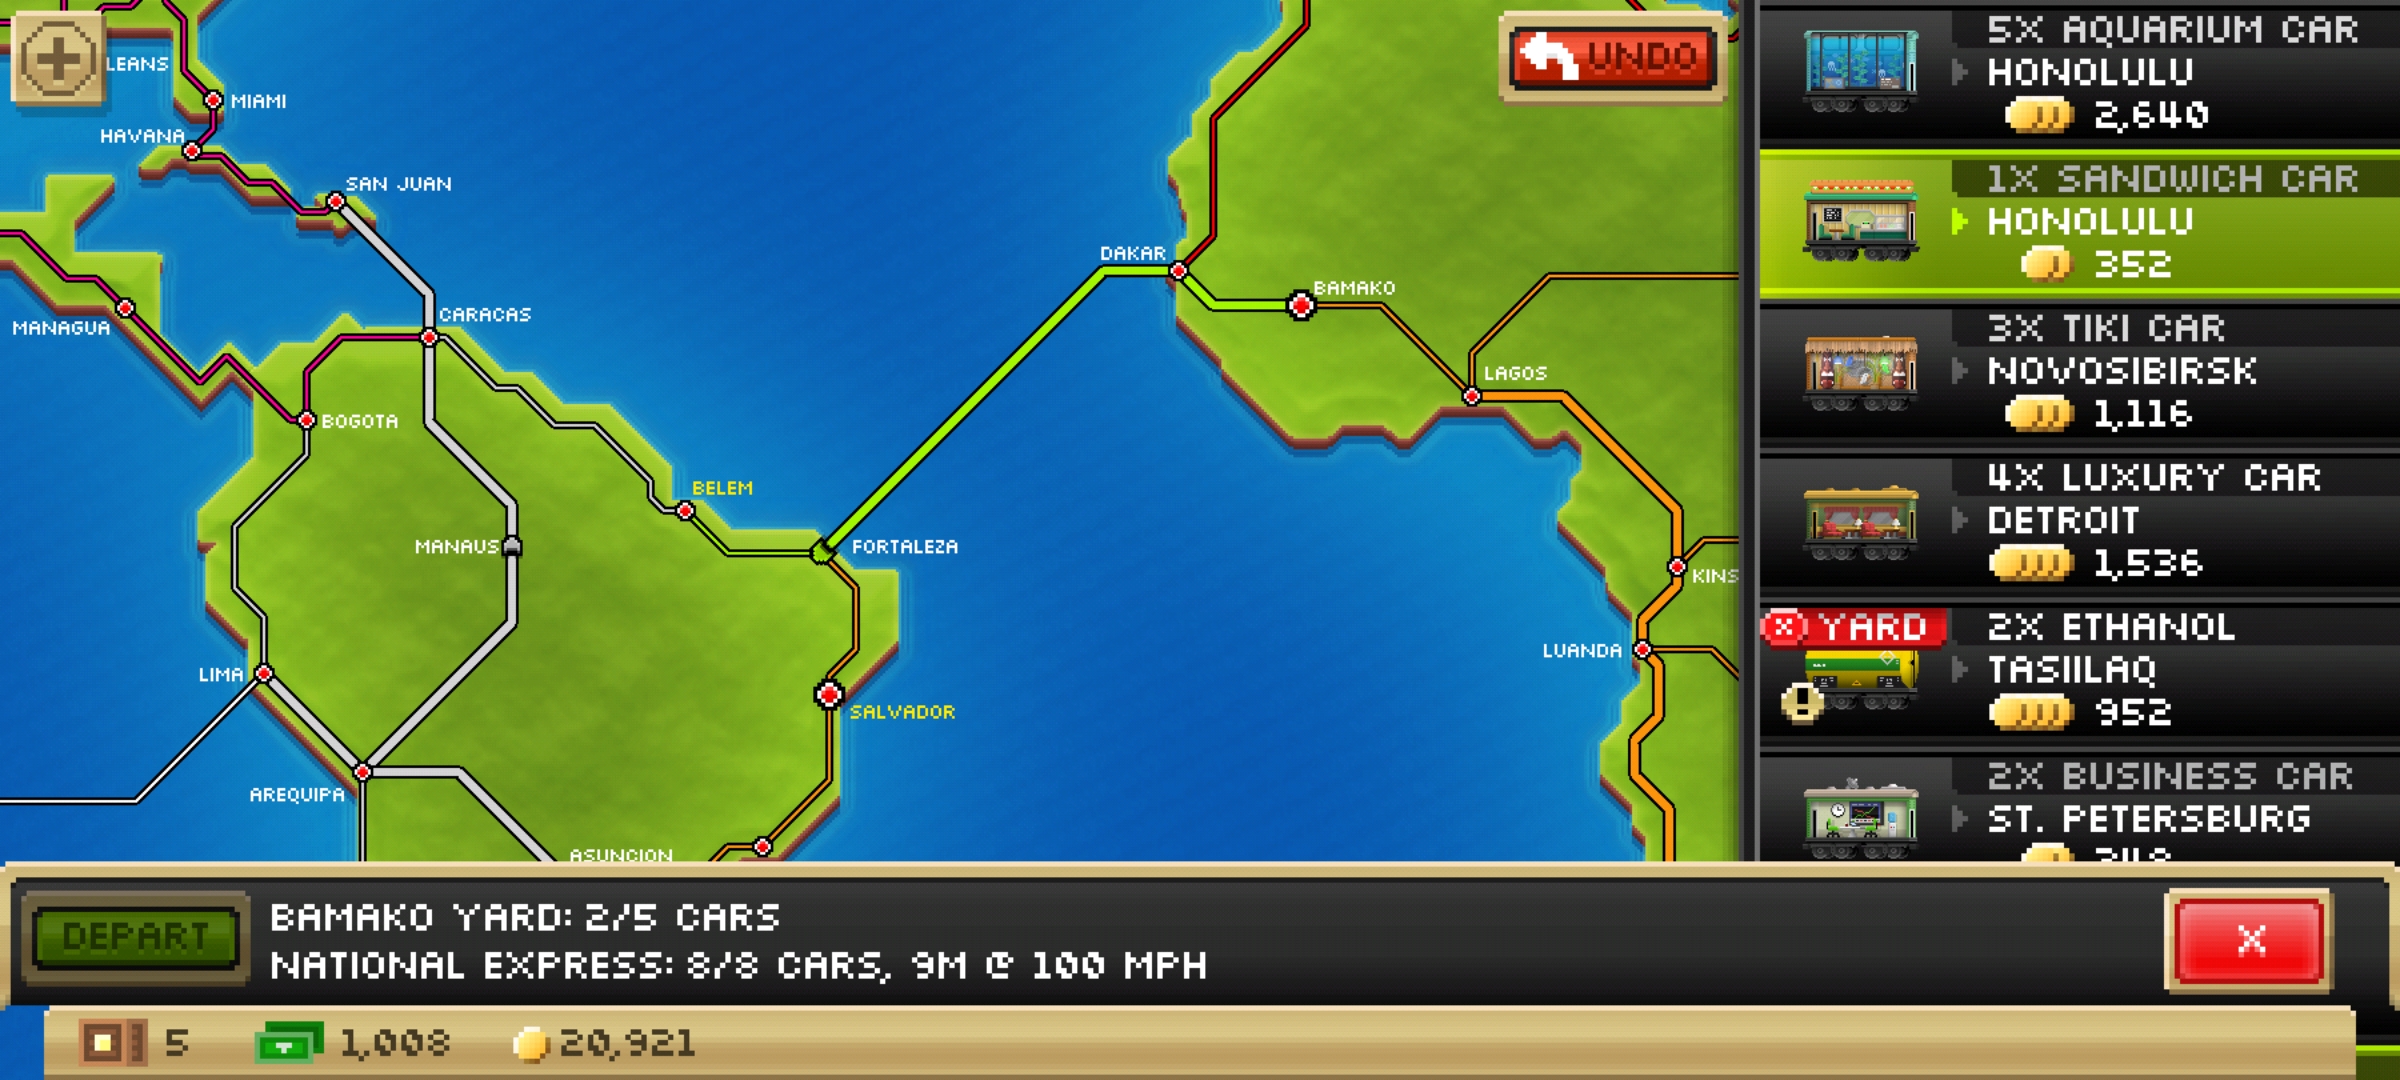 LEANS
MIAMI
HAVANA
SAN JUAN
MANAGUA
CARACAS
BOGOTA
BELEM
MANAUS
FORTALEZA
LIMA
SALVADOR
AREQUIPA
ASUNCION
DAKAR
BAMAKO
LAGOS
KINS
LUANDA
UNDO
5X AQUARIUM CAR
HONOLULU
2,640
1X SANDWICH CAR
HONOLULU
352
3X TIKI CAR
NOVOSIBIRSK
1,116
4X LUXURY CAR
DETROIT
1,536
X YARD
2X ETHANOL
TASIILAQ
952
2X BUSINESS CAR
ST. PETERSBURG
DEPART
BAMAKO YARD: 2/5 CARS
NATIONAL EXPRESS: 8/8 CARS, 9M @ 100 MPH
X
5
1,008
20,921